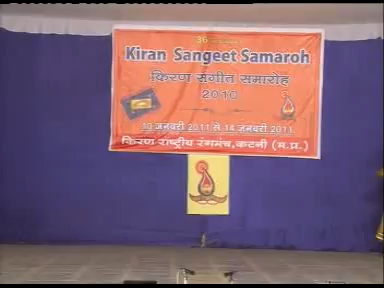 36
Kiran Sangeet Samaroh
किरण संगीत समारोह
2010
10 जनवरी 2011 से 14 जनवरी 2011
किरण राष्ट्रीय रंगमंच, कटनी (म.प्र.)